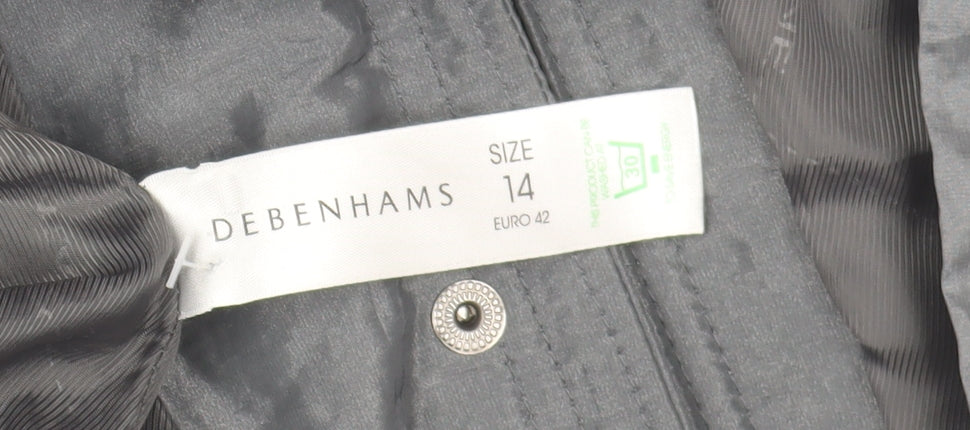 DEBENHAMS
SIZE
14
EURO 42
THIS PRODUCT CAN BE
WASHED AT
30